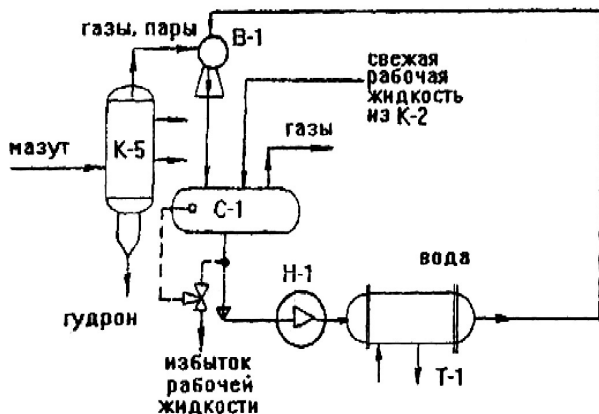 газы, пары
В-1
свежая
рабочая
жидкость
из К-2
газы
мазут
К-5
С-1
Н-1
вода
гудрон
избыток
рабочей
жидкости
Т-1